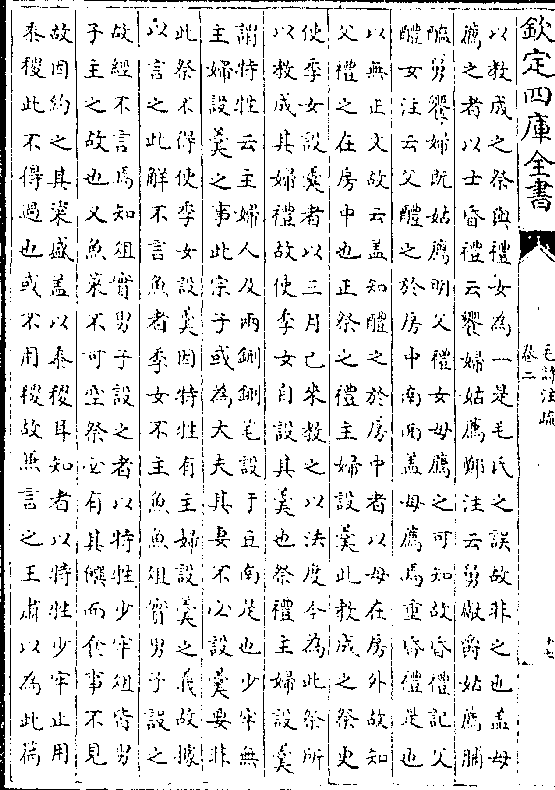 欽定四庫全書
毛詩注疏
卷二
以教成之祭與禮女為一是毛氏之誤故非之也蓋母
薦之者以士昏禮云饗婦姑薦鄭注云舅獻爵姑薦脯
醢舅饗婦既姑薦明父禮女母薦之可知故昏禮記父
醴女注云父醴之於房中南面蓋母薦焉重昏禮是也
以無正文故云蓋知醴之於房中者以母在房外故知
父禮之在房中也正祭之禮主婦設羹此教成之祭更
使季女設羹者以三月已來教之以法度今為此祭所
以教成其婦禮故使季女自設其羹也祭禮主婦設羹
謂特牲云主婦人及兩鉶鉶芼設于豆南是也少牢無
主婦設羹之事此宗子或為大夫其妻不必設羹要非
此祭不得使季女設羹因特牲有主婦設羹之義故據
以言之此解不言魚者季女不主魚魚俎實男子設之
故經不言焉知俎實男子設之者以特牲少牢俎皆男
子主之故也又魚菜不可空祭必有其饌而食事不見
故因約之其粢盛蓋以黍稷耳知者以特牲少牢止用
黍稷此不得過也或不用稷故兼言之王肅以為此篇